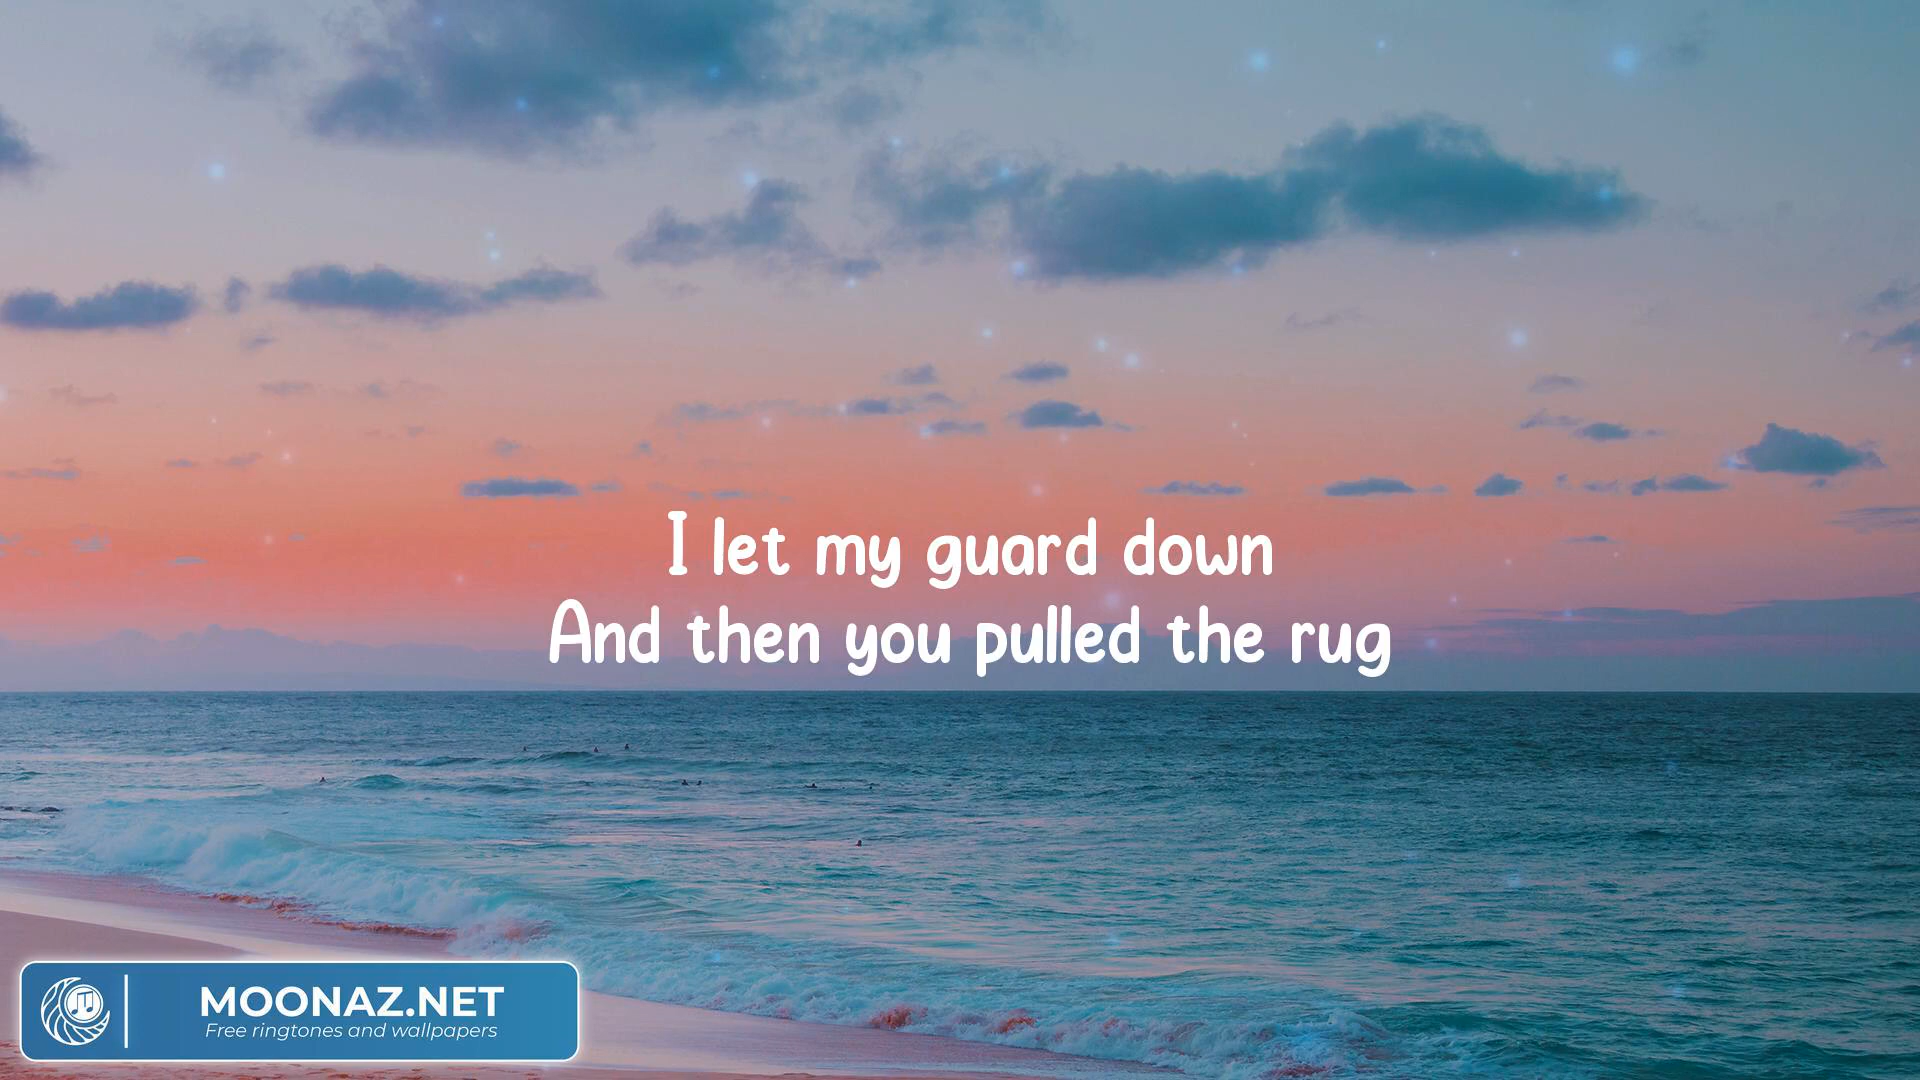 I let my guard down
And then you pulled the rug
MOONAZ.NET
Free ringtones and wallpapers